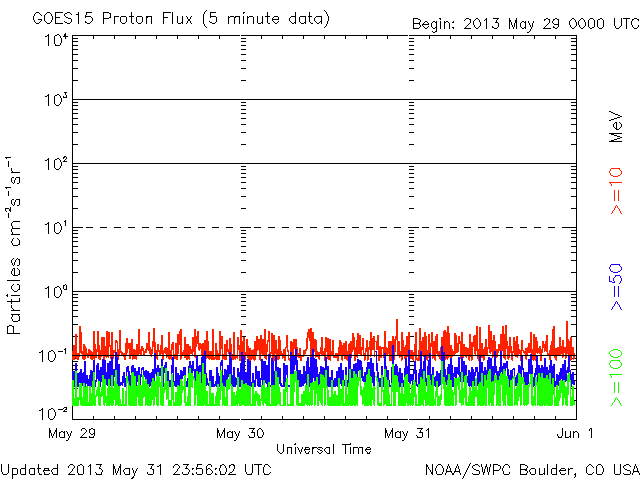 GOES15 Proton Flux (5 minute data)
Begin: 2013 May 29 0000 UTC
10⁴
10³
10²
10¹
10⁰
10⁻¹
10⁻²
Particles cm⁻²s⁻¹sr⁻¹
MeV
>=10
>=50
>=100
May 29
May 30
May 31
Jun 1
Universal Time
Updated 2013 May 31 23:56:02 UTC
NOAA/SWPC Boulder, CO USA